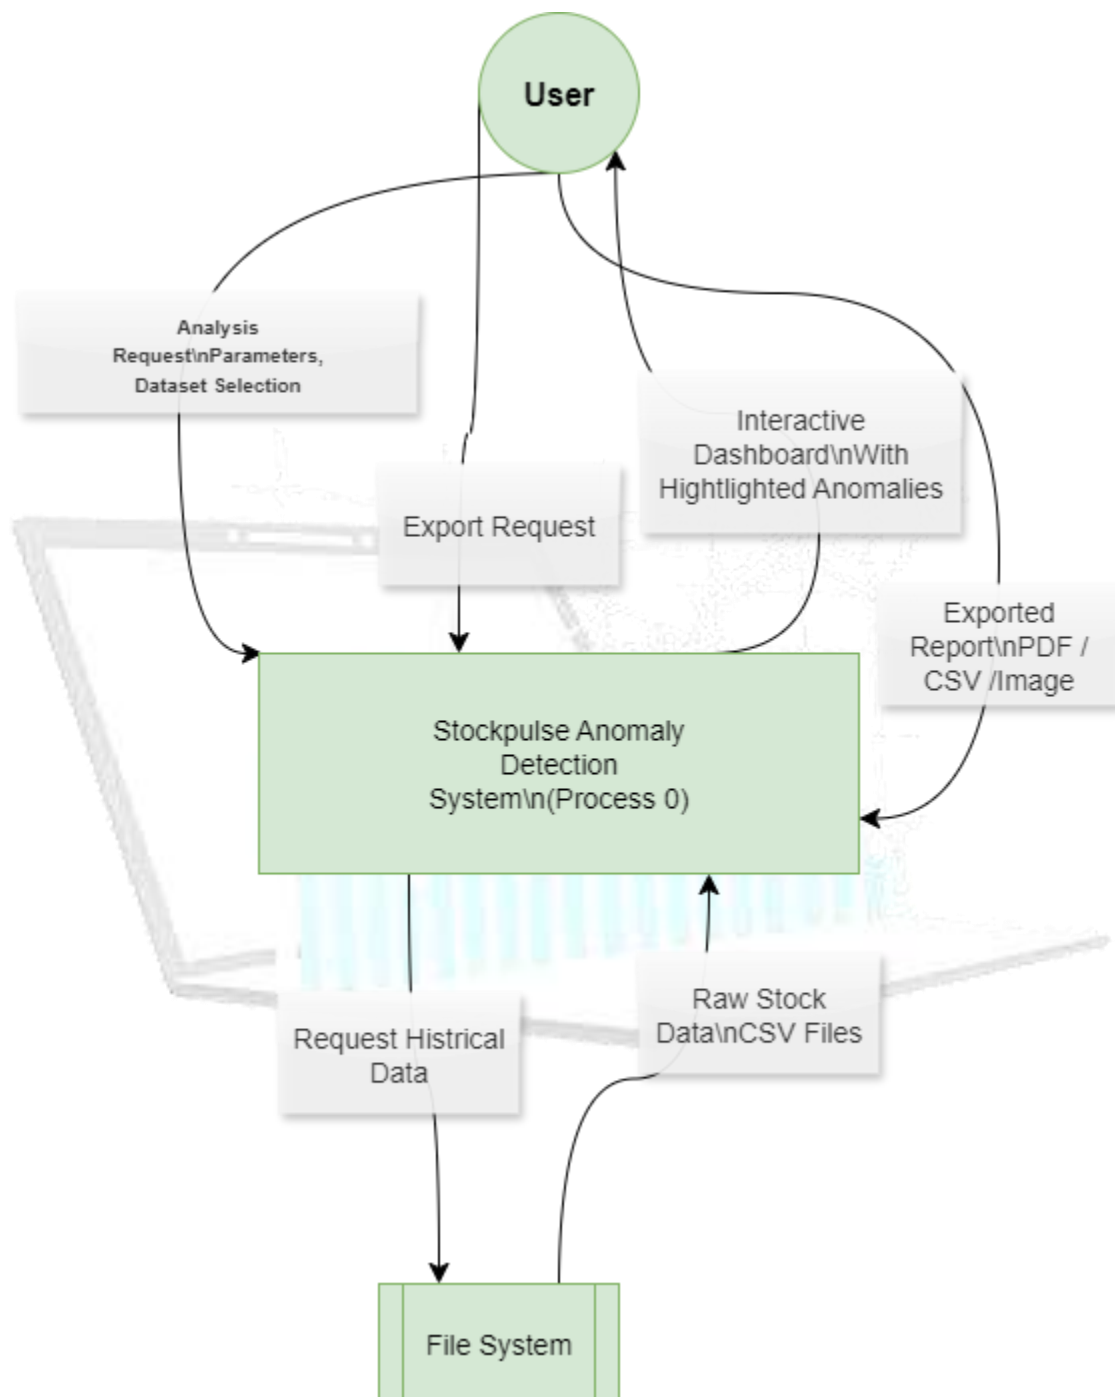 User
Analysis
Request\nParameters,
Dataset Selection
Interactive
Dashboard\nWith
Hightlighted Anomalies
Export Request
Exported
Report\nPDF /
CSV /Image
Stockpulse Anomaly
Detection
System\n(Process 0)
Raw Stock
Data\nCSV Files
Request Histrical
Data
File System